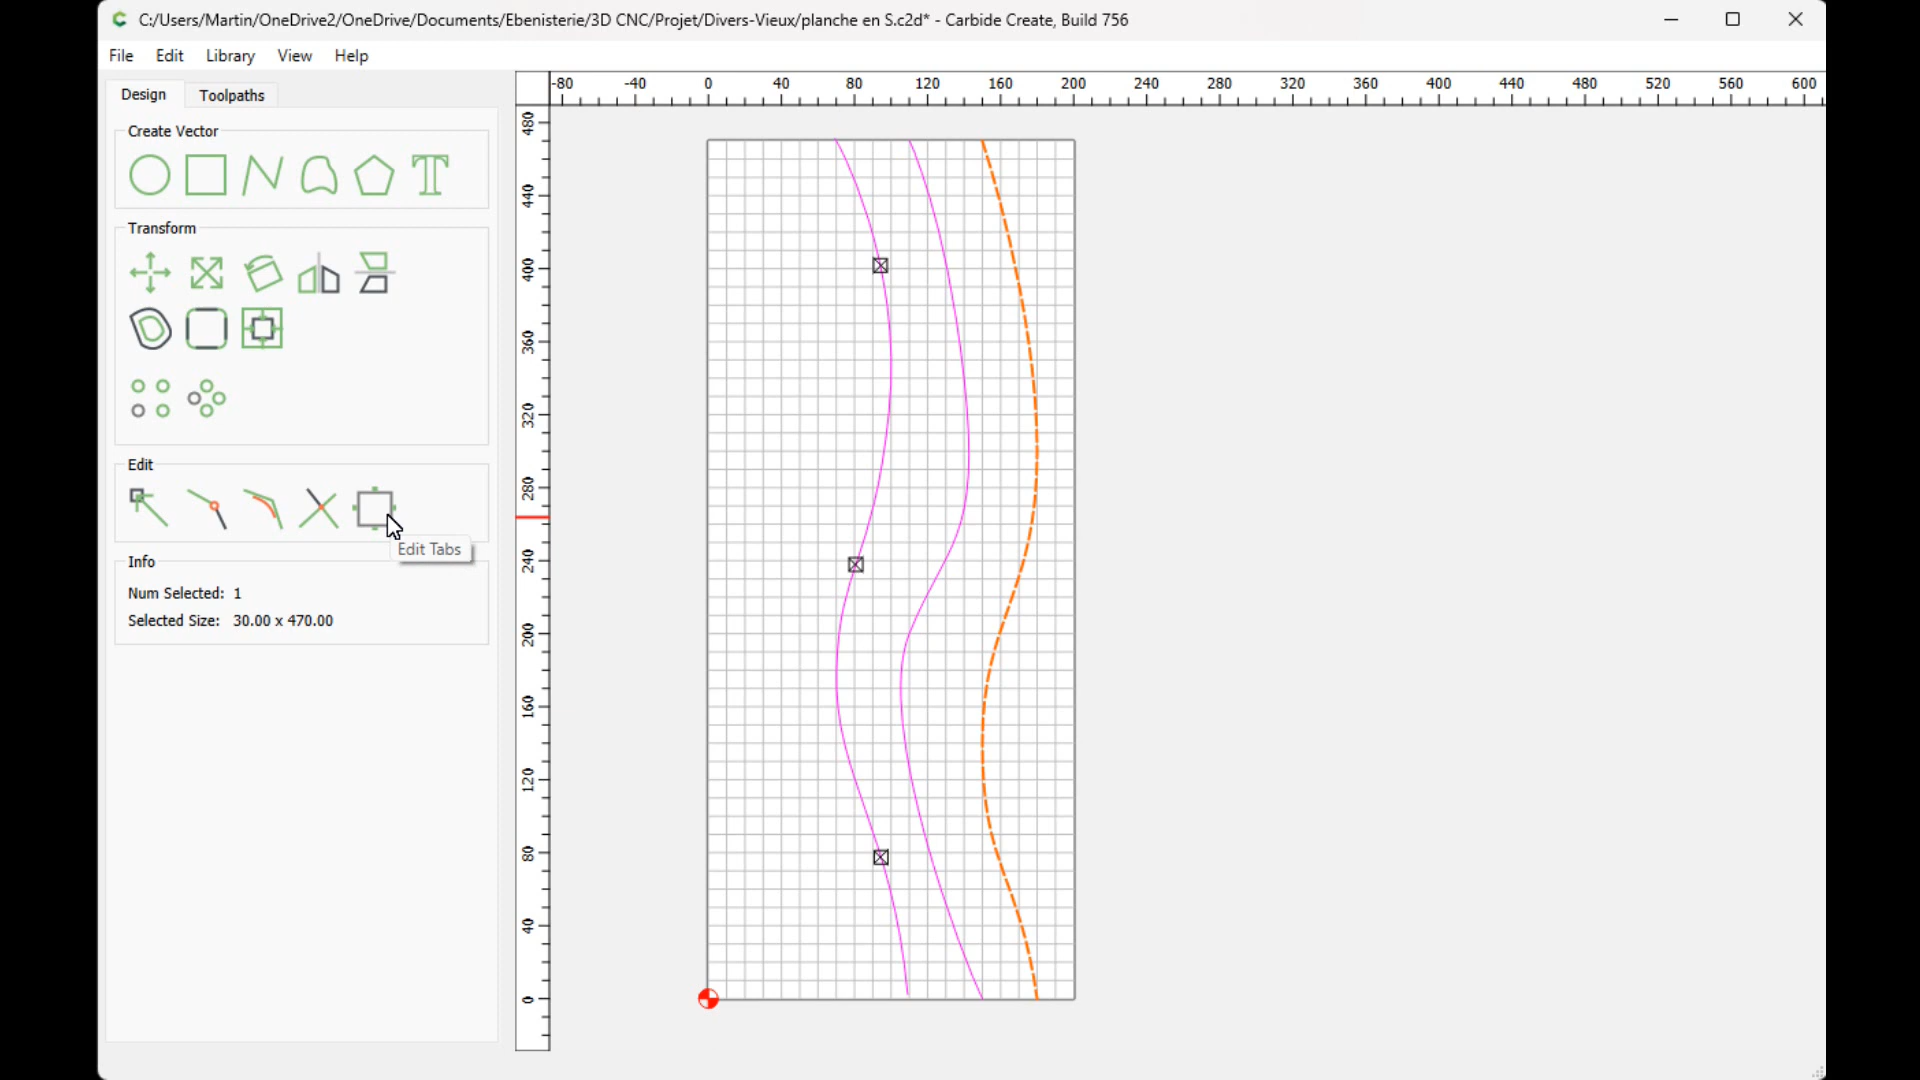 C:/Users/Martin/OneDrive2/OneDrive/Documents/Ebenisterie/3D CNC/Projet/Divers-Vieux/planche en S.c2d* - Carbide Create, Build 756
File Edit Library View Help
Design Toolpaths
-80 -40 0 40 80 120 160 200 240 280 320 360 400 440 480 520 560 600
Create Vector
Transform
Edit
Edit Tabs
Info
Num Selected: 1
Selected Size: 30.00 x 470.00
480
440
400
360
320
280
240
200
160
120
80
40
0